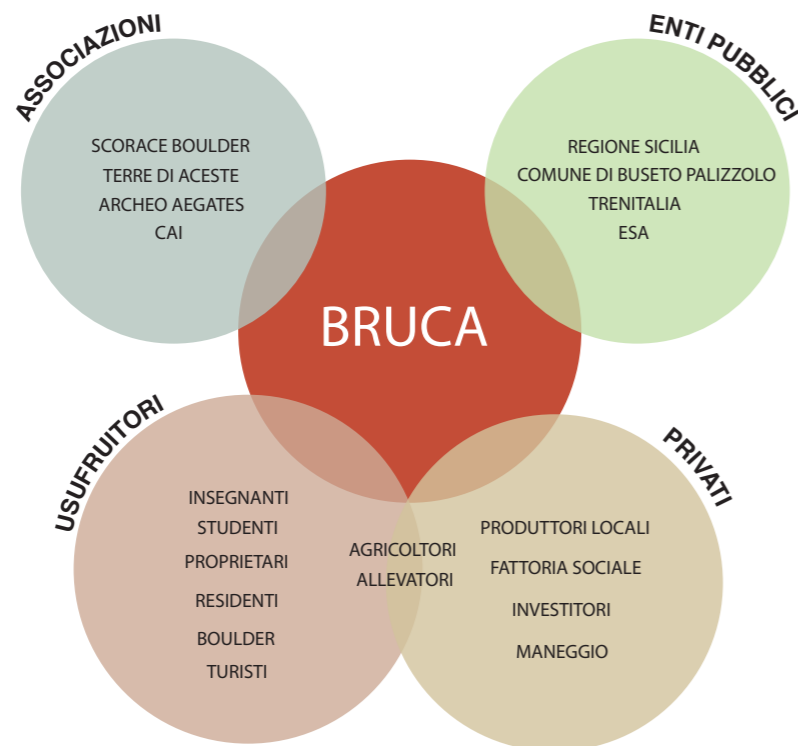 ASSOCIAZIONI
SCORACE BOULDER
TERRE DI ACESTE
ARCHEO AEGATES
CAI
ENTI PUBBLICI
REGIONE SICILIA
COMUNE DI BUSETO PALIZZOLO
TRENITALIA
ESA
BRUCA
USUFRUITORI
INSEGNANTI
STUDENTI
PROPRIETARI
RESIDENTI
BOULDER
TURISTI
AGRICOLTORI
ALLEVATORI
PRIVATI
PRODUTTORI LOCALI
FATTORIA SOCIALE
INVESTITORI
MANEGGIO